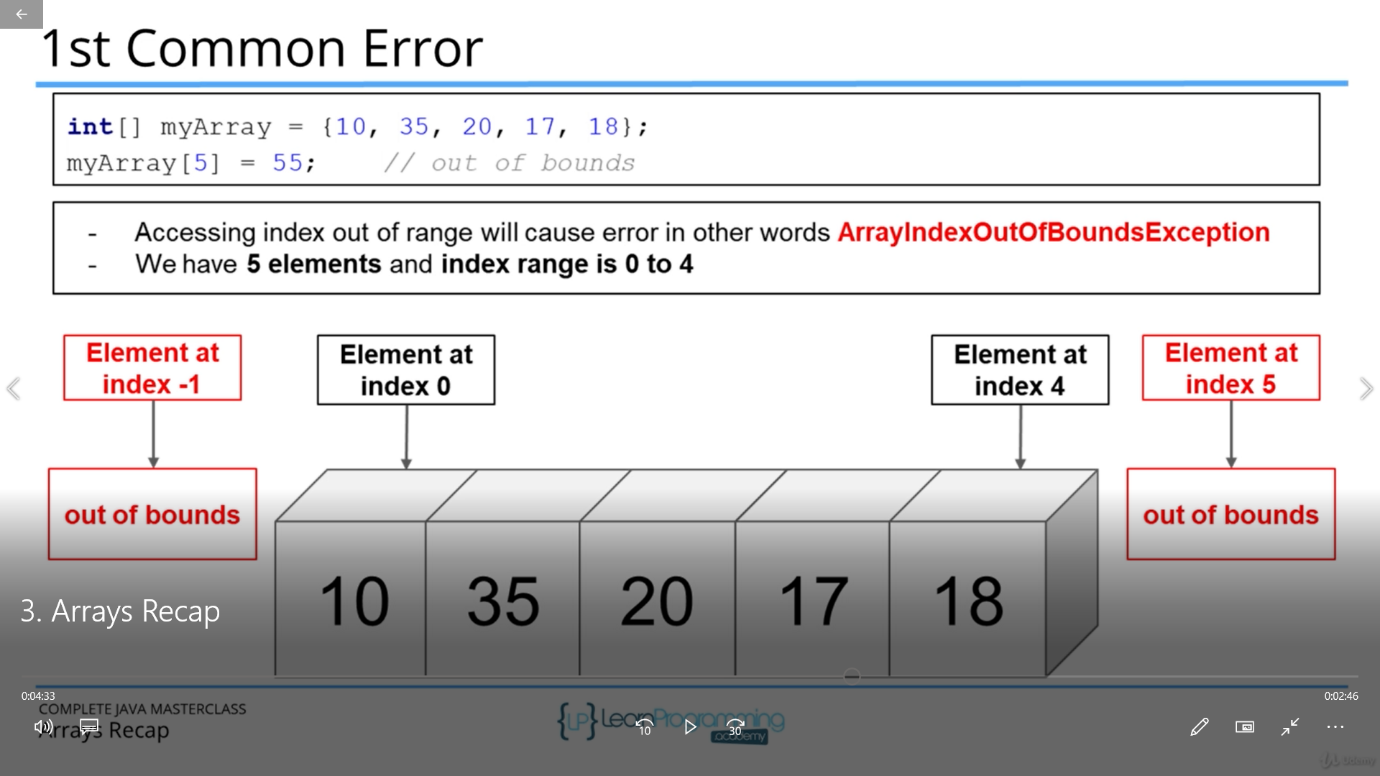 1st Common Error
int[] myArray = {10, 35, 20, 17, 18};
myArray[5] = 55; // out of bounds
- Accessing index out of range will cause error in other words ArrayIndexOutOfBoundsException
- We have 5 elements and index range is 0 to 4
Element at
index -1
Element at
index 0
Element at
index 4
Element at
index 5
out of bounds
out of bounds
10 35 20 17 18
3. Arrays Recap
0:04:33
0:02:46
COMPLETE JAVA MASTERCLASS
Arrays Recap
{LP} LearnProgramming
academy
10
30
Udemy